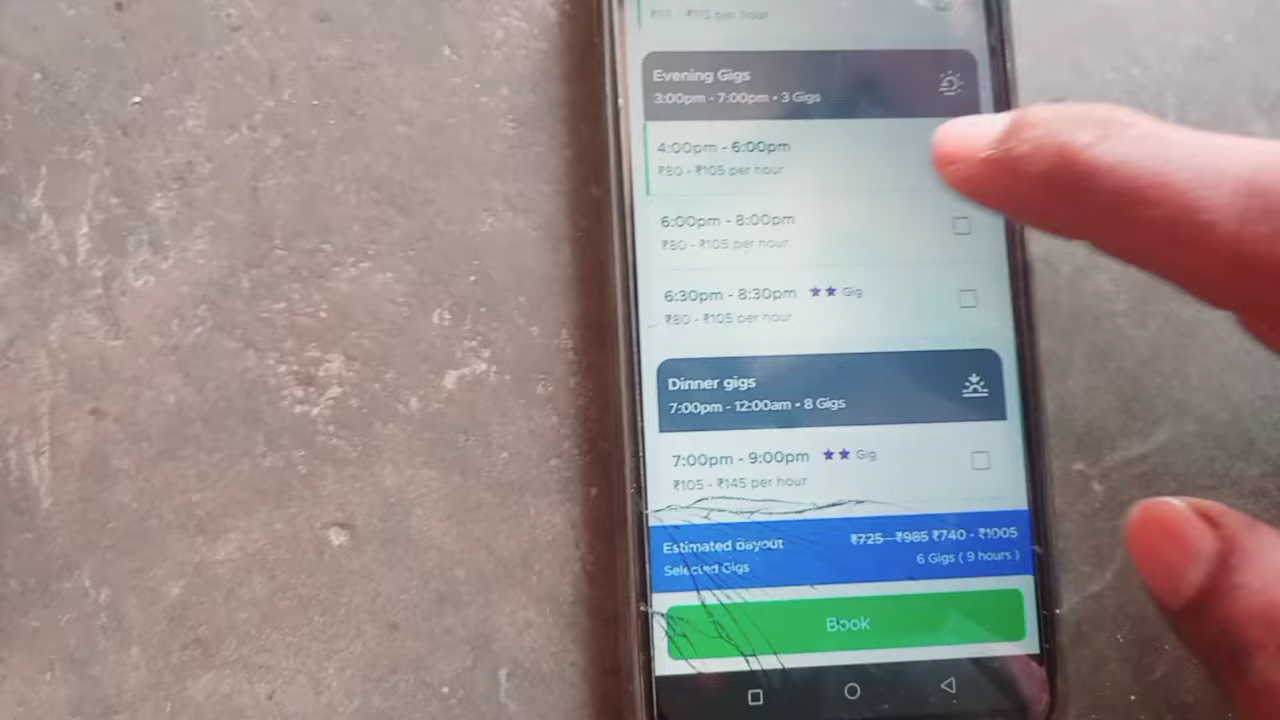 ₹115 per hour
Evening Gigs
3:00pm - 7:00pm • 3 Gigs
4:00pm - 6:00pm
₹80 - ₹105 per hour
6:00pm - 8:00pm
₹80 - ₹105 per hour
6:30pm - 8:30pm ★★ Gig
₹80 - ₹105 per hour
Dinner gigs
7:00pm - 12:00am • 8 Gigs
7:00pm - 9:00pm ★★ Gig
₹105 - ₹145 per hour
Estimated payout ₹725 - ₹985 ₹740 - ₹1005
Selected Gigs 6 Gigs ( 9 hours )
Book